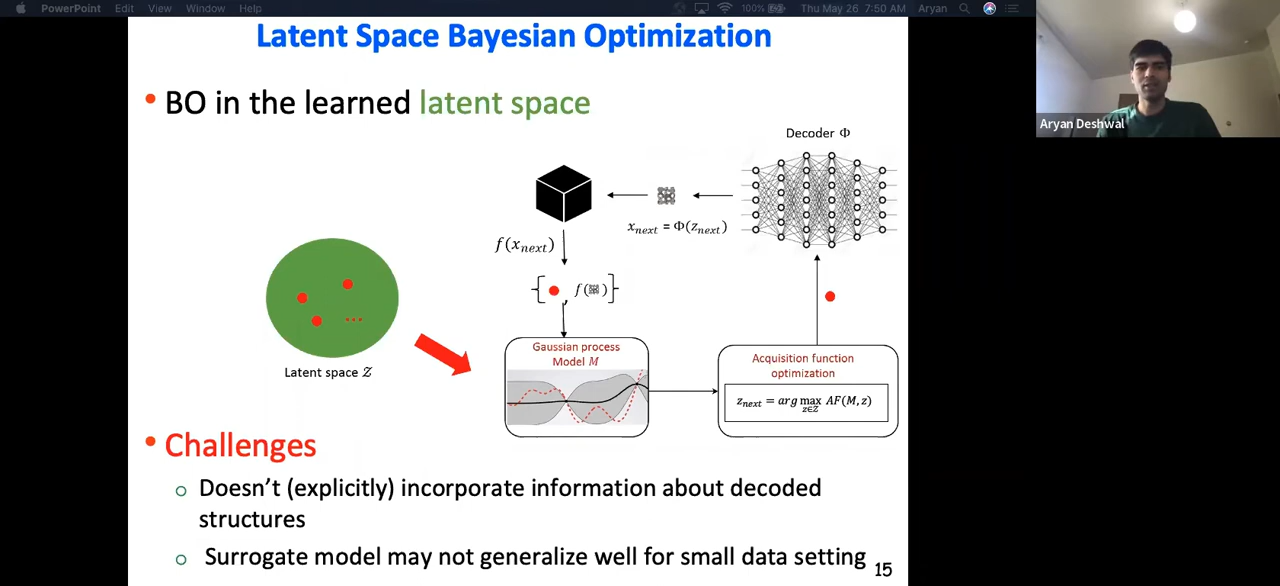 PowerPoint Edit View Window Help 100% Thu May 26 7:50 AM Aryan
Latent Space Bayesian Optimization
• BO in the learned latent space
Aryan Deshwal
Decoder Φ
x_next = Φ(z_next)
f(x_next)
{ , f( )}
Latent space Z
Gaussian process
Model M
Acquisition function
optimization
z_next = arg max AF(M, z)
z∈Z
• Challenges
○ Doesn't (explicitly) incorporate information about decoded
structures
○ Surrogate model may not generalize well for small data setting
15